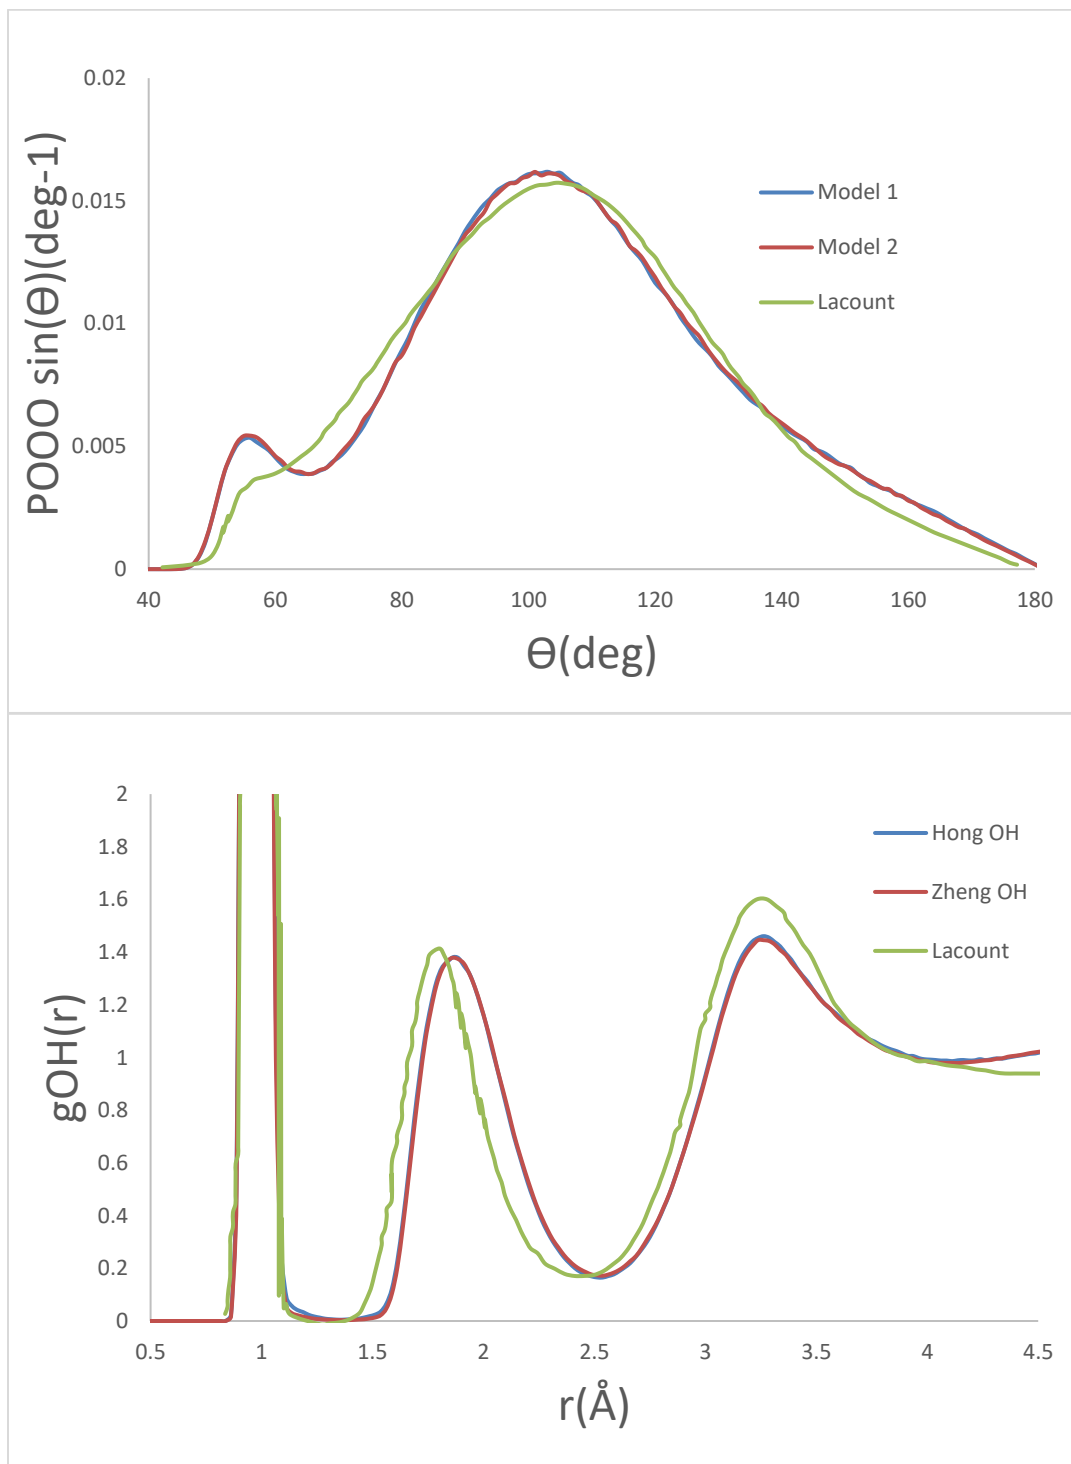 POOO sin(Θ)(deg-1)
0.02
0.015
0.01
0.005
0
40 60 80 100 120 140 160 180
Θ(deg)
Model 1
Model 2
Lacount
gOH(r)
2
1.8
1.6
1.4
1.2
1
0.8
0.6
0.4
0.2
0
0.5 1 1.5 2 2.5 3 3.5 4 4.5
r(Å)
Hong OH
Zheng OH
Lacount